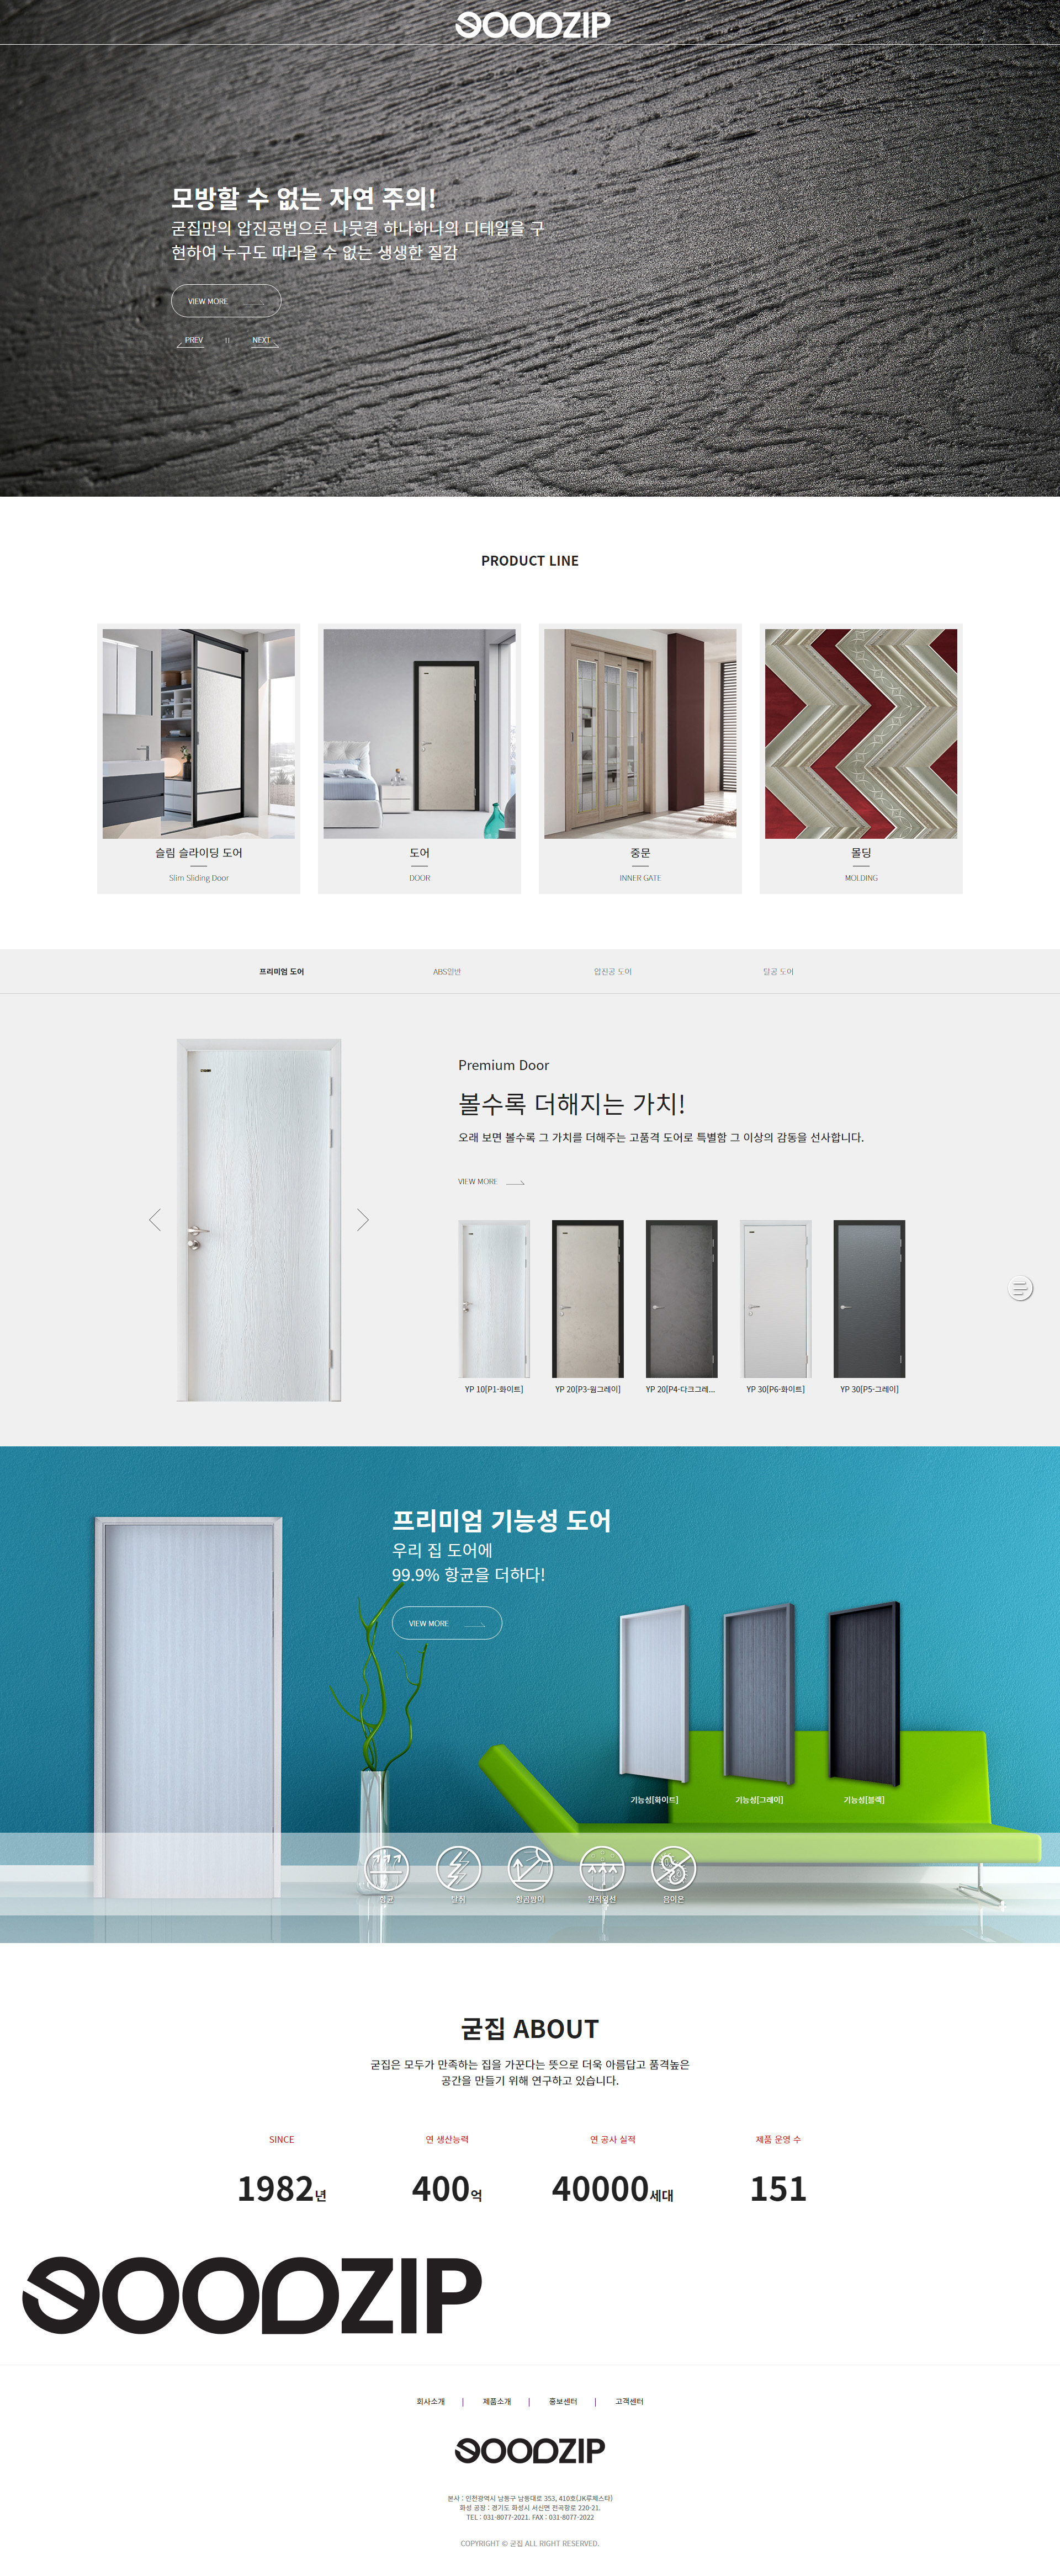 GOODZIP
모방할 수 없는 자연 주의!
굳집만의 압진공법으로 나뭇결 하나하나의 디테일을 구
현하여 누구도 따라올 수 없는 생생한 질감
VIEW MORE
PREV
NEXT
PRODUCT LINE
슬림 슬라이딩 도어
Slim Sliding Door
도어
DOOR
중문
INNER GATE
몰딩
MOLDING
프리미엄 도어
ABS일반
압진공 도어
탈공 도어
Premium Door
볼수록 더해지는 가치!
오래 보면 볼수록 그 가치를 더해주는 고품격 도어로 특별함 그 이상의 감동을 선사합니다.
VIEW MORE
YP 10[P1-화이트]
YP 20[P3-웜그레이]
YP 20[P4-다크그레...
YP 30[P6-화이트]
YP 30[P5-그레이]
프리미엄 기능성 도어
우리 집 도어에
99.9% 항균을 더하다!
VIEW MORE
기능성[화이트]
기능성[그레이]
기능성[블랙]
항균
탈취
항곰팡이
원적외선
음이온
굳집 ABOUT
굳집은 모두가 만족하는 집을 가꾼다는 뜻으로 더욱 아름답고 품격높은
공간을 만들기 위해 연구하고 있습니다.
SINCE
1982년
연 생산능력
400억
연 공사 실적
40000세대
제품 운영 수
151
GOODZIP
회사소개 | 제품소개 | 홍보센터 | 고객센터
GOODZIP
본사 : 인천광역시 남동구 남동대로 353, 410호(JK루체스타)
화성 공장 : 경기도 화성시 서신면 전곡항로 220-21.
TEL : 031-8077-2021. FAX : 031-8077-2022
COPYRIGHT © 굳집 ALL RIGHT RESERVED.